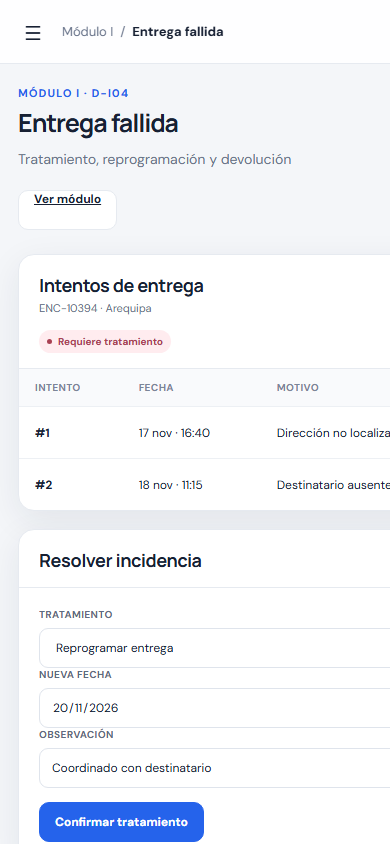 ☰ Módulo I / Entrega fallida
MÓDULO I · D-I04
Entrega fallida
Tratamiento, reprogramación y devolución
Ver módulo
Intentos de entrega
ENC-10394 · Arequipa
Requiere tratamiento
INTENTO FECHA MOTIVO
#1 17 nov · 16:40 Dirección no localiza
#2 18 nov · 11:15 Destinatario ausente
Resolver incidencia
TRATAMIENTO
Reprogramar entrega
NUEVA FECHA
20/11/2026
OBSERVACIÓN
Coordinado con destinatario
Confirmar tratamiento